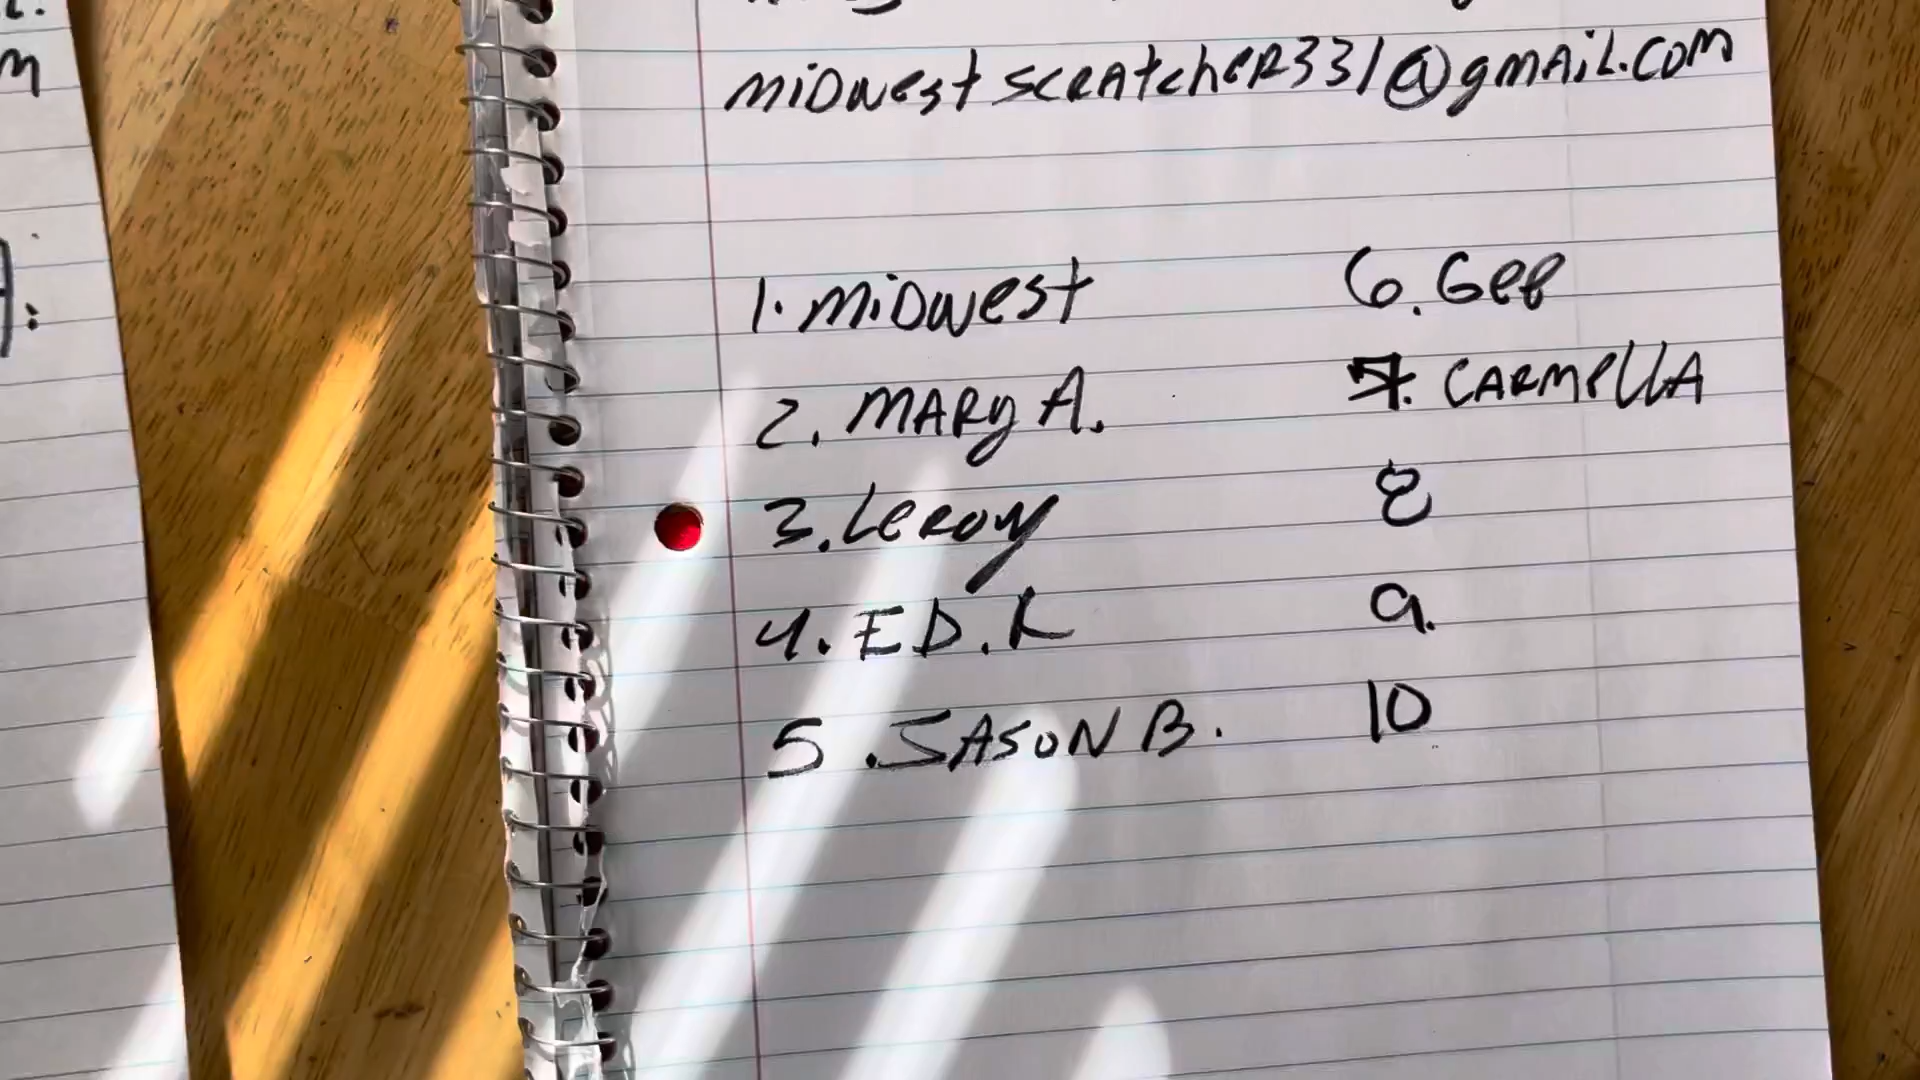 midwestscratcher331@gmail.com
1. midwest
2. MARY A.
3. Leroy
4. ED. K
5. JASON B.
6. Gee
7. CARMELLA
8
9.
10